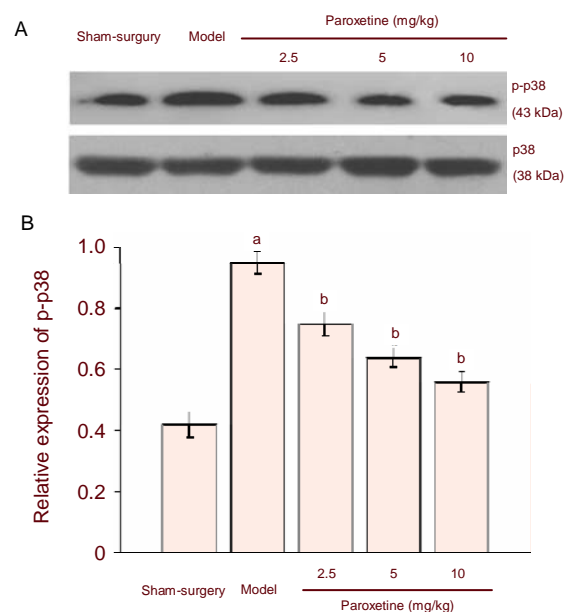 A
Sham-surgury Model Paroxetine (mg/kg)
2.5 5 10
p-p38
(43 kDa)
p38
(38 kDa)
B
Relative expression of p-p38
1.0
0.8
0.6
0.4
0.2
0
a
b
b
b
Sham-surgery Model 2.5 5 10
Paroxetine (mg/kg)